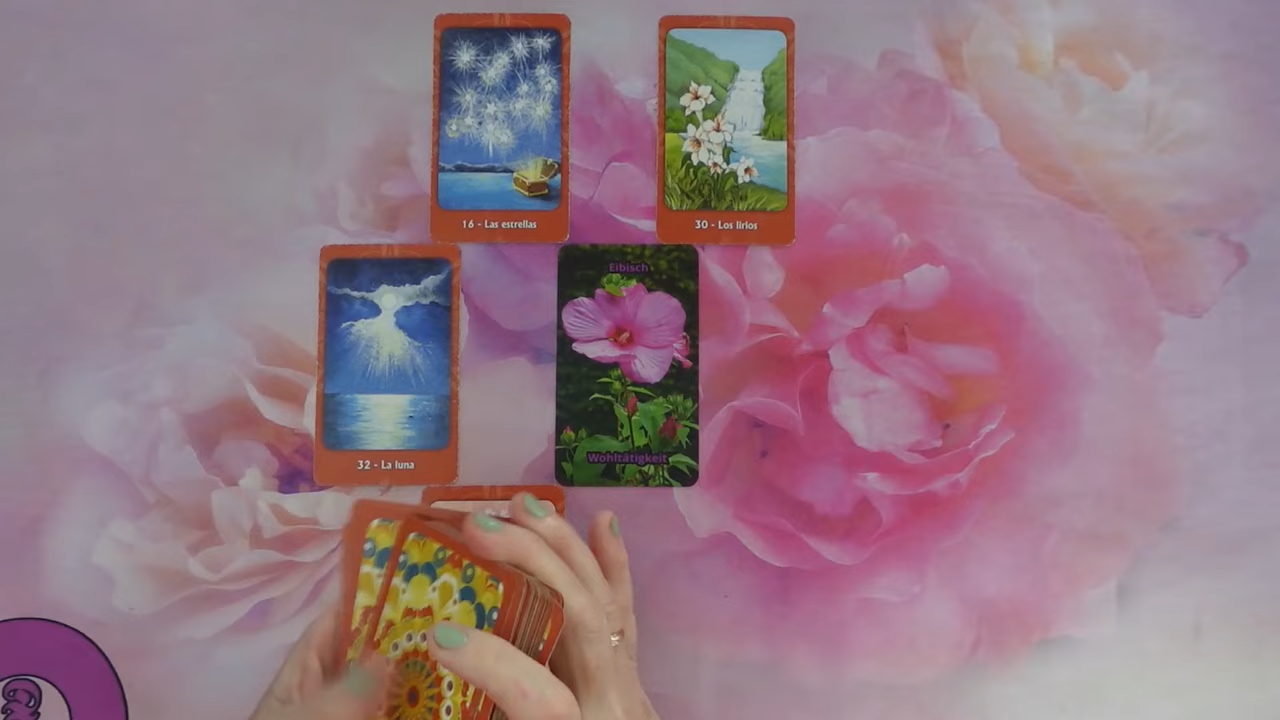 16 - Las estrellas
30 - Los lirios
Eibisch
32 - La luna
Wohltätigkeit